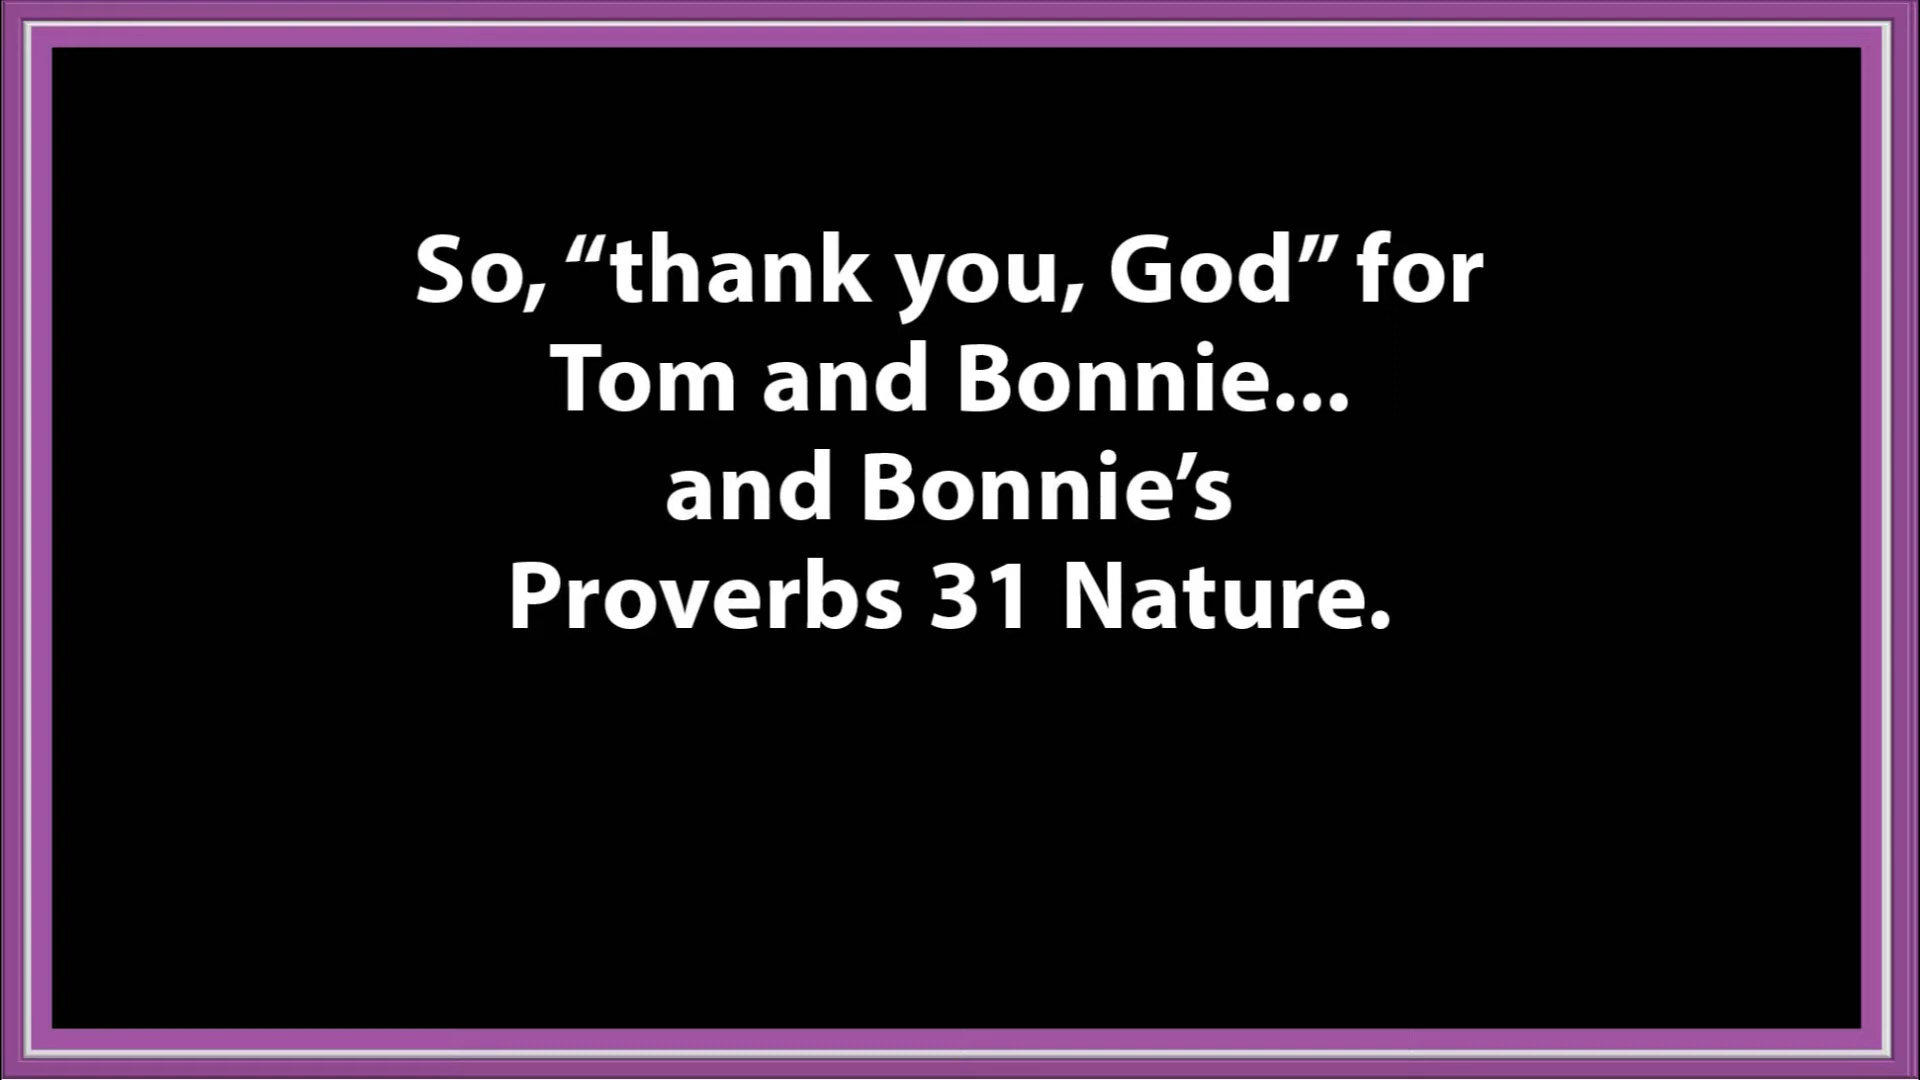 So, “thank you, God” for
Tom and Bonnie...
and Bonnie’s
Proverbs 31 Nature.